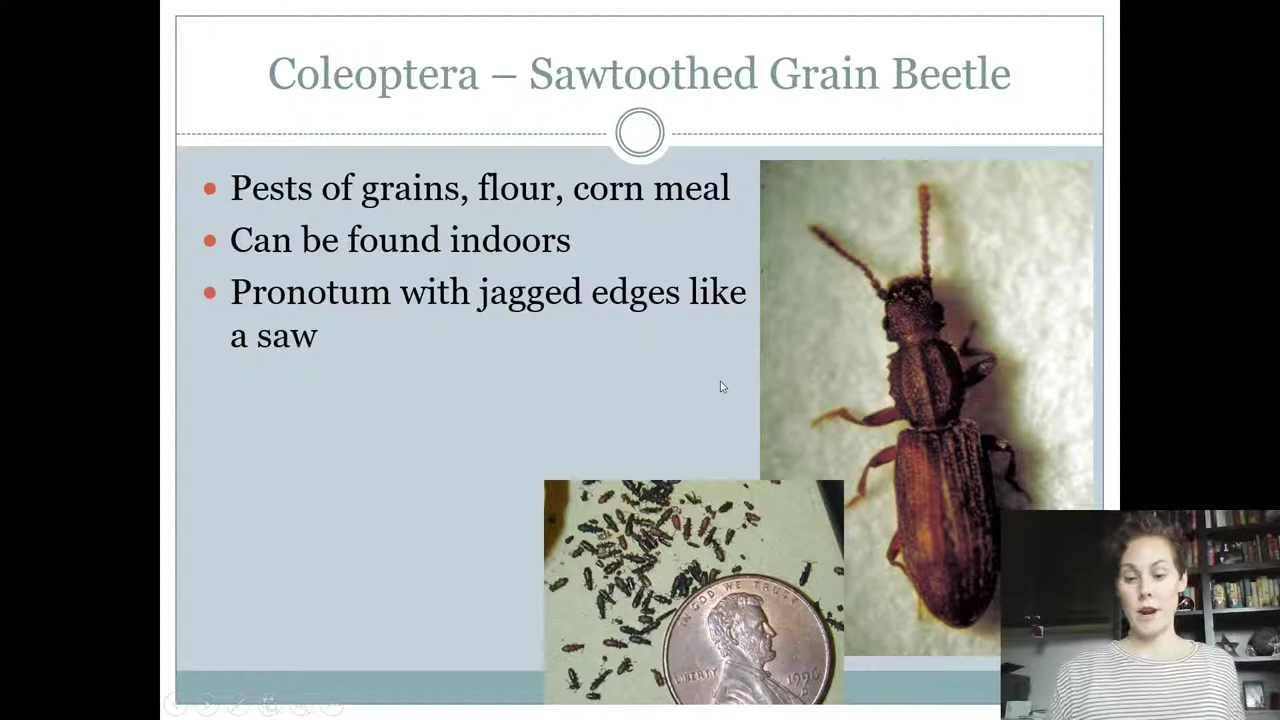 Coleoptera – Sawtoothed Grain Beetle
Pests of grains, flour, corn meal
Can be found indoors
Pronotum with jagged edges like
a saw
IN GOD WE TRUST
LIBERTY
1996